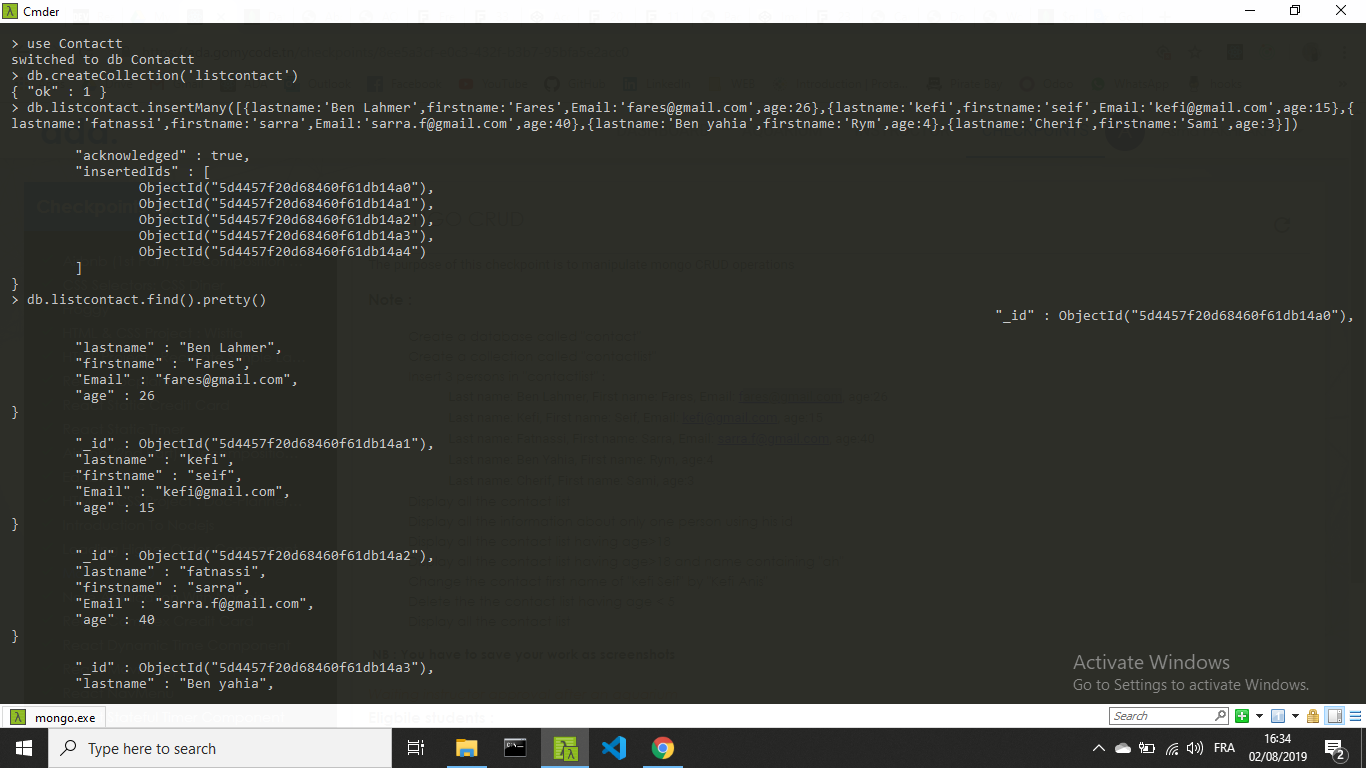 Cmder
> use Contactt
switched to db Contactt
> db.createCollection('listcontact')
{ "ok" : 1 }
> db.listcontact.insertMany([{lastname:'Ben Lahmer',firstname:'Fares',Email:'fares@gmail.com',age:26},{lastname:'kefi',firstname:'seif',Email:'kefi@gmail.com',age:15},{
lastname:'fatnassi',firstname:'sarra',Email:'sarra.f@gmail.com',age:40},{lastname:'Ben yahia',firstname:'Rym',age:4},{lastname:'Cherif',firstname:'Sami',age:3}])
"acknowledged" : true,
"insertedIds" : [
ObjectId("5d4457f20d68460f61db14a0"),
ObjectId("5d4457f20d68460f61db14a1"),
ObjectId("5d4457f20d68460f61db14a2"),
ObjectId("5d4457f20d68460f61db14a3"),
ObjectId("5d4457f20d68460f61db14a4")
]
}
> db.listcontact.find().pretty()
"_id" : ObjectId("5d4457f20d68460f61db14a0"),
"lastname" : "Ben Lahmer",
"firstname" : "Fares",
"Email" : "fares@gmail.com",
"age" : 26
}
"_id" : ObjectId("5d4457f20d68460f61db14a1"),
"lastname" : "kefi",
"firstname" : "seif",
"Email" : "kefi@gmail.com",
"age" : 15
}
"_id" : ObjectId("5d4457f20d68460f61db14a2"),
"lastname" : "fatnassi",
"firstname" : "sarra",
"Email" : "sarra.f@gmail.com",
"age" : 40
}
"_id" : ObjectId("5d4457f20d68460f61db14a3"),
"lastname" : "Ben yahia",
Activate Windows
Go to Settings to activate Windows.
mongo.exe
Search
Type here to search
FRA
16:34
02/08/2019
2